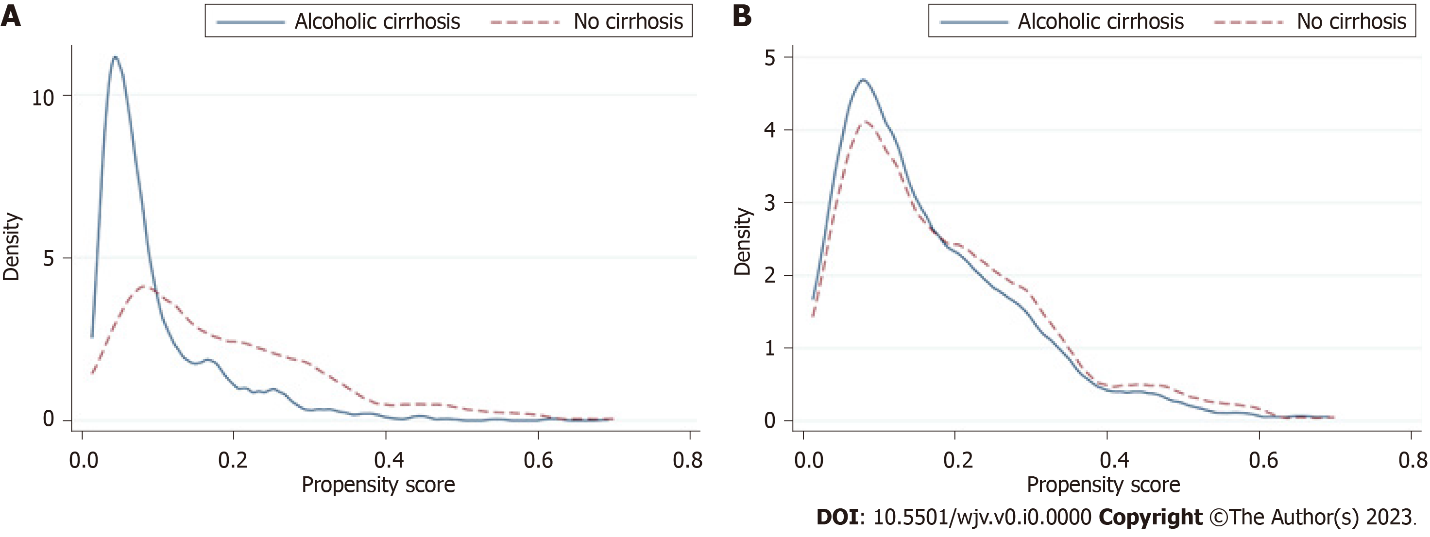 A
Alcoholic cirrhosis No cirrhosis
10
5
0
Density
0.0 0.2 0.4 0.6 0.8
Propensity score
B
Alcoholic cirrhosis No cirrhosis
5
4
3
2
1
0
Density
0.0 0.2 0.4 0.6 0.8
Propensity score
DOI: 10.5501/wjv.v0.i0.0000 Copyright ©The Author(s) 2023.